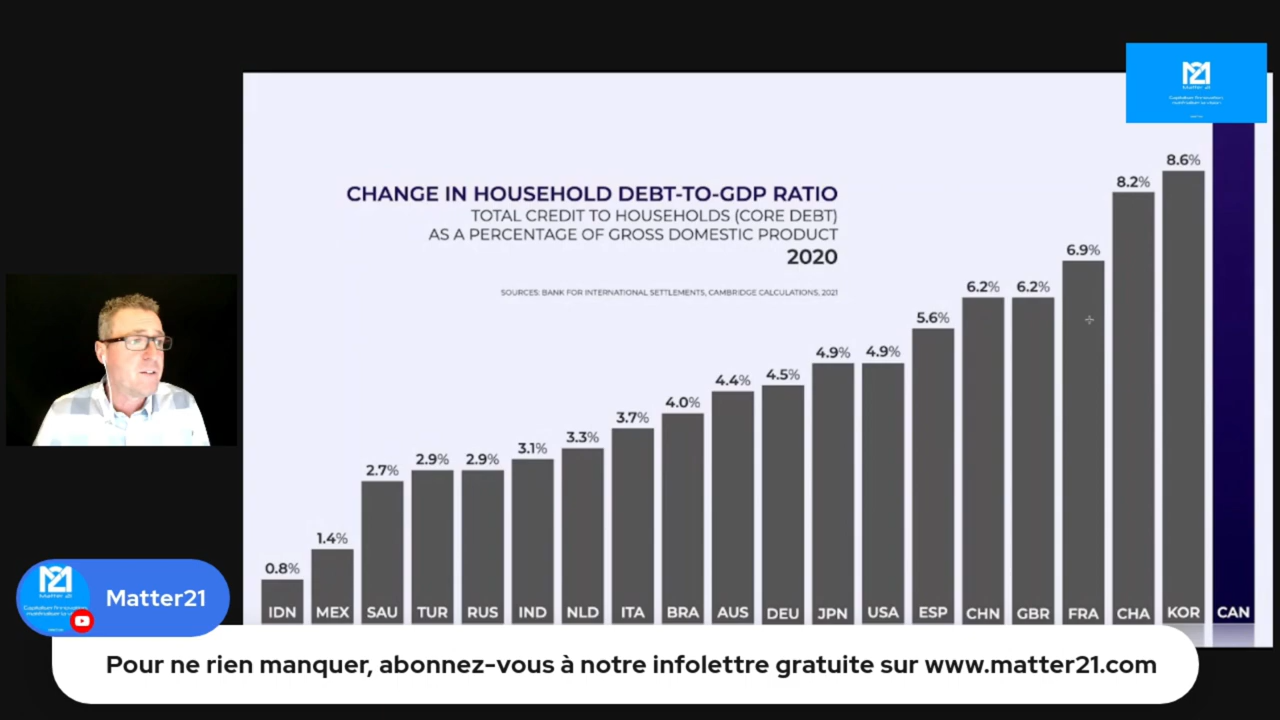 M21
Matter 21
CHANGE IN HOUSEHOLD DEBT-TO-GDP RATIO
TOTAL CREDIT TO HOUSEHOLDS (CORE DEBT)
AS A PERCENTAGE OF GROSS DOMESTIC PRODUCT
2020
SOURCES: BANK FOR INTERNATIONAL SETTLEMENTS, CAMBRIDGE CALCULATIONS, 2021
0.8% 1.4% 2.7% 2.9% 2.9% 3.1% 3.3% 3.7% 4.0% 4.4% 4.5% 4.9% 4.9% 5.6% 6.2% 6.2% 6.9% 8.2% 8.6%
IDN MEX SAU TUR RUS IND NLD ITA BRA AUS DEU JPN USA ESP CHN GBR FRA CHA KOR CAN
M21
Matter21
Pour ne rien manquer, abonnez-vous à notre infolettre gratuite sur www.matter21.com